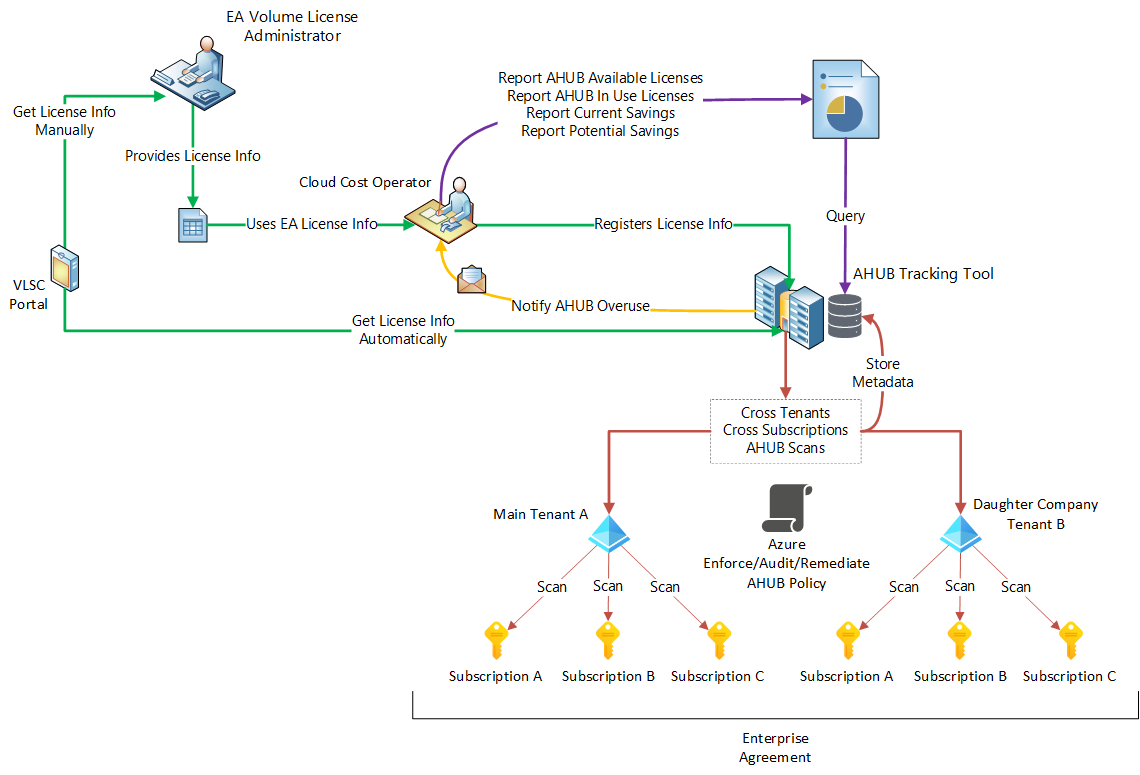 EA Volume License
Administrator
Get License Info
Manually
Provides License Info
Report AHUB Available Licenses
Report AHUB In Use Licenses
Report Current Savings
Report Potential Savings
Cloud Cost Operator
Uses EA License Info
Registers License Info
Query
AHUB Tracking Tool
VLSC
Portal
Notify AHUB Overuse
Get License Info
Automatically
Store
Metadata
Cross Tenants
Cross Subscriptions
AHUB Scans
Main Tenant A
Daughter Company
Tenant B
Azure
Enforce/Audit/Remediate
AHUB Policy
Scan
Scan
Scan
Scan
Scan
Scan
Subscription A
Subscription B
Subscription C
Subscription A
Subscription B
Subscription C
Enterprise
Agreement